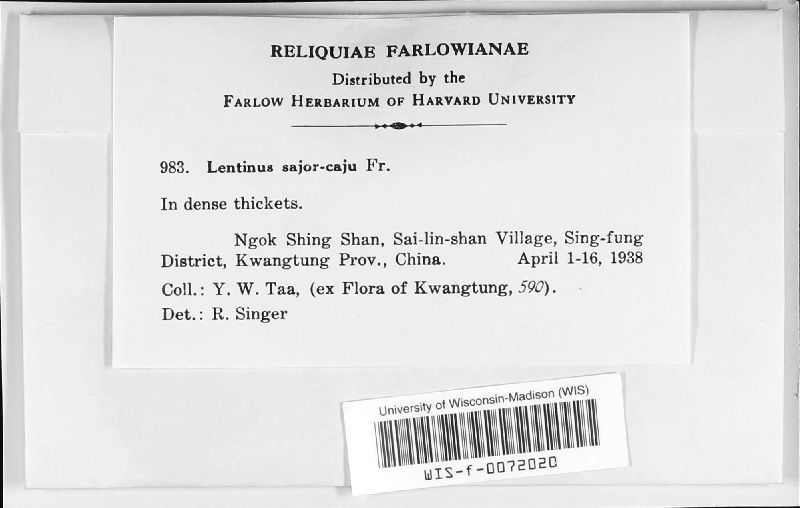 RELIQUIAE FARLOWIANAE
Distributed by the
FARLOW HERBARIUM OF HARVARD UNIVERSITY
983. Lentinus sajor-caju Fr.
In dense thickets.
Ngok Shing Shan, Sai-lin-shan Village, Sing-fung
District, Kwangtung Prov., China. April 1-16, 1938
Coll.: Y. W. Taa, (ex Flora of Kwangtung, 590).
Det.: R. Singer
University of Wisconsin-Madison (WIS)
WIS-f-0072020